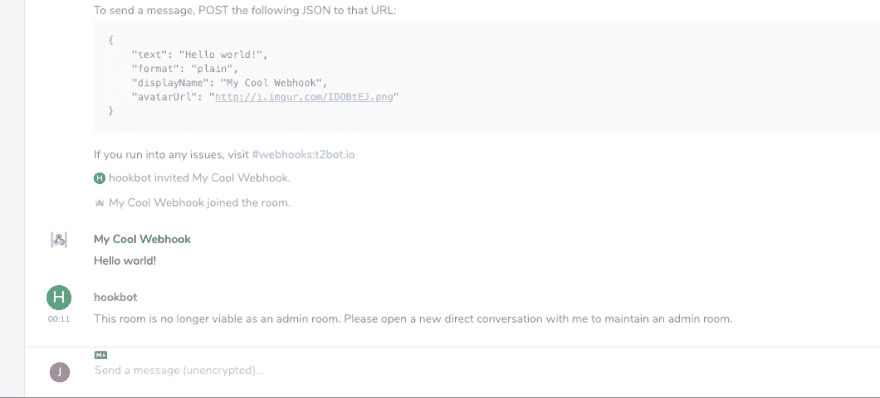 To send a message, POST the following JSON to that URL:
{
"text": "Hello world!",
"format": "plain",
"displayName": "My Cool Webhook",
"avatarUrl": "http://i.imgur.com/IDOBtEJ.png"
}
If you run into any issues, visit #webhooks:t2bot.io
H hookbot invited My Cool Webhook.
My Cool Webhook joined the room.
My Cool Webhook
Hello world!
H hookbot
00:11 This room is no longer viable as an admin room. Please open a new direct conversation with me to maintain an admin room.
M
J Send a message (unencrypted)...